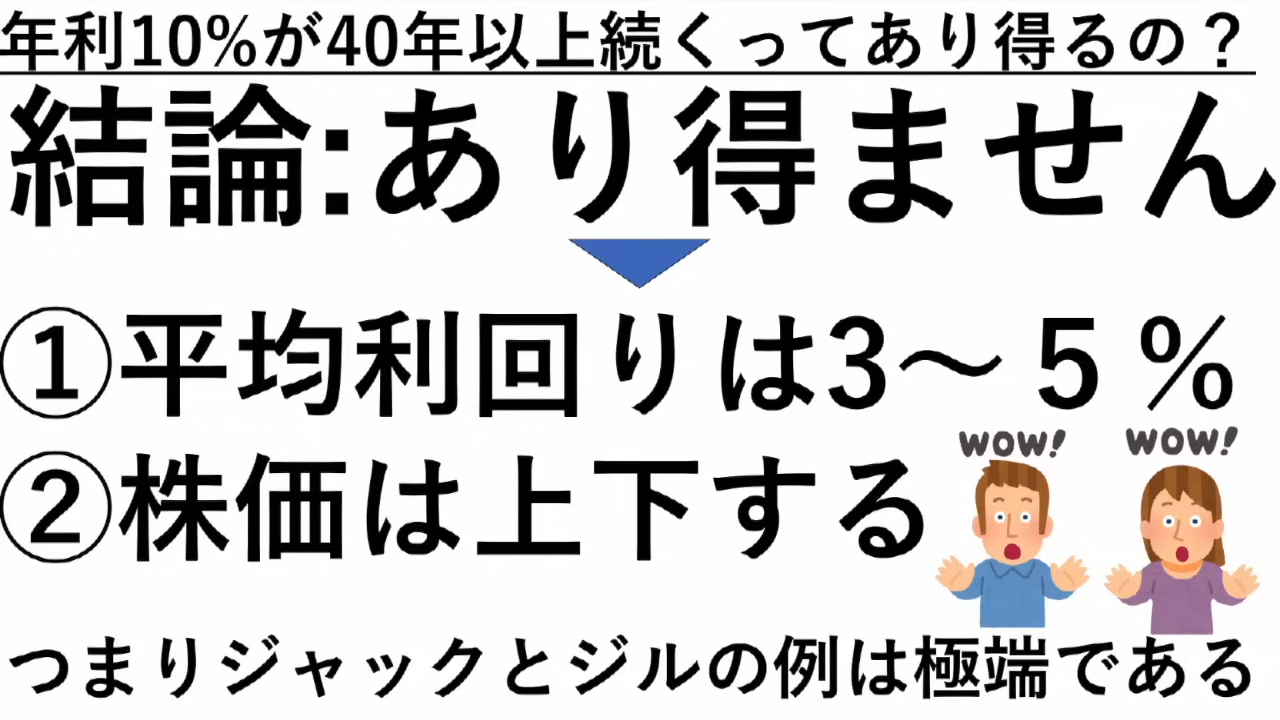 年利10%が40年以上続くってあり得るの？
結論:あり得ません
①平均利回りは3～５％
WOW! WOW!
②株価は上下する
つまりジャックとジルの例は極端である